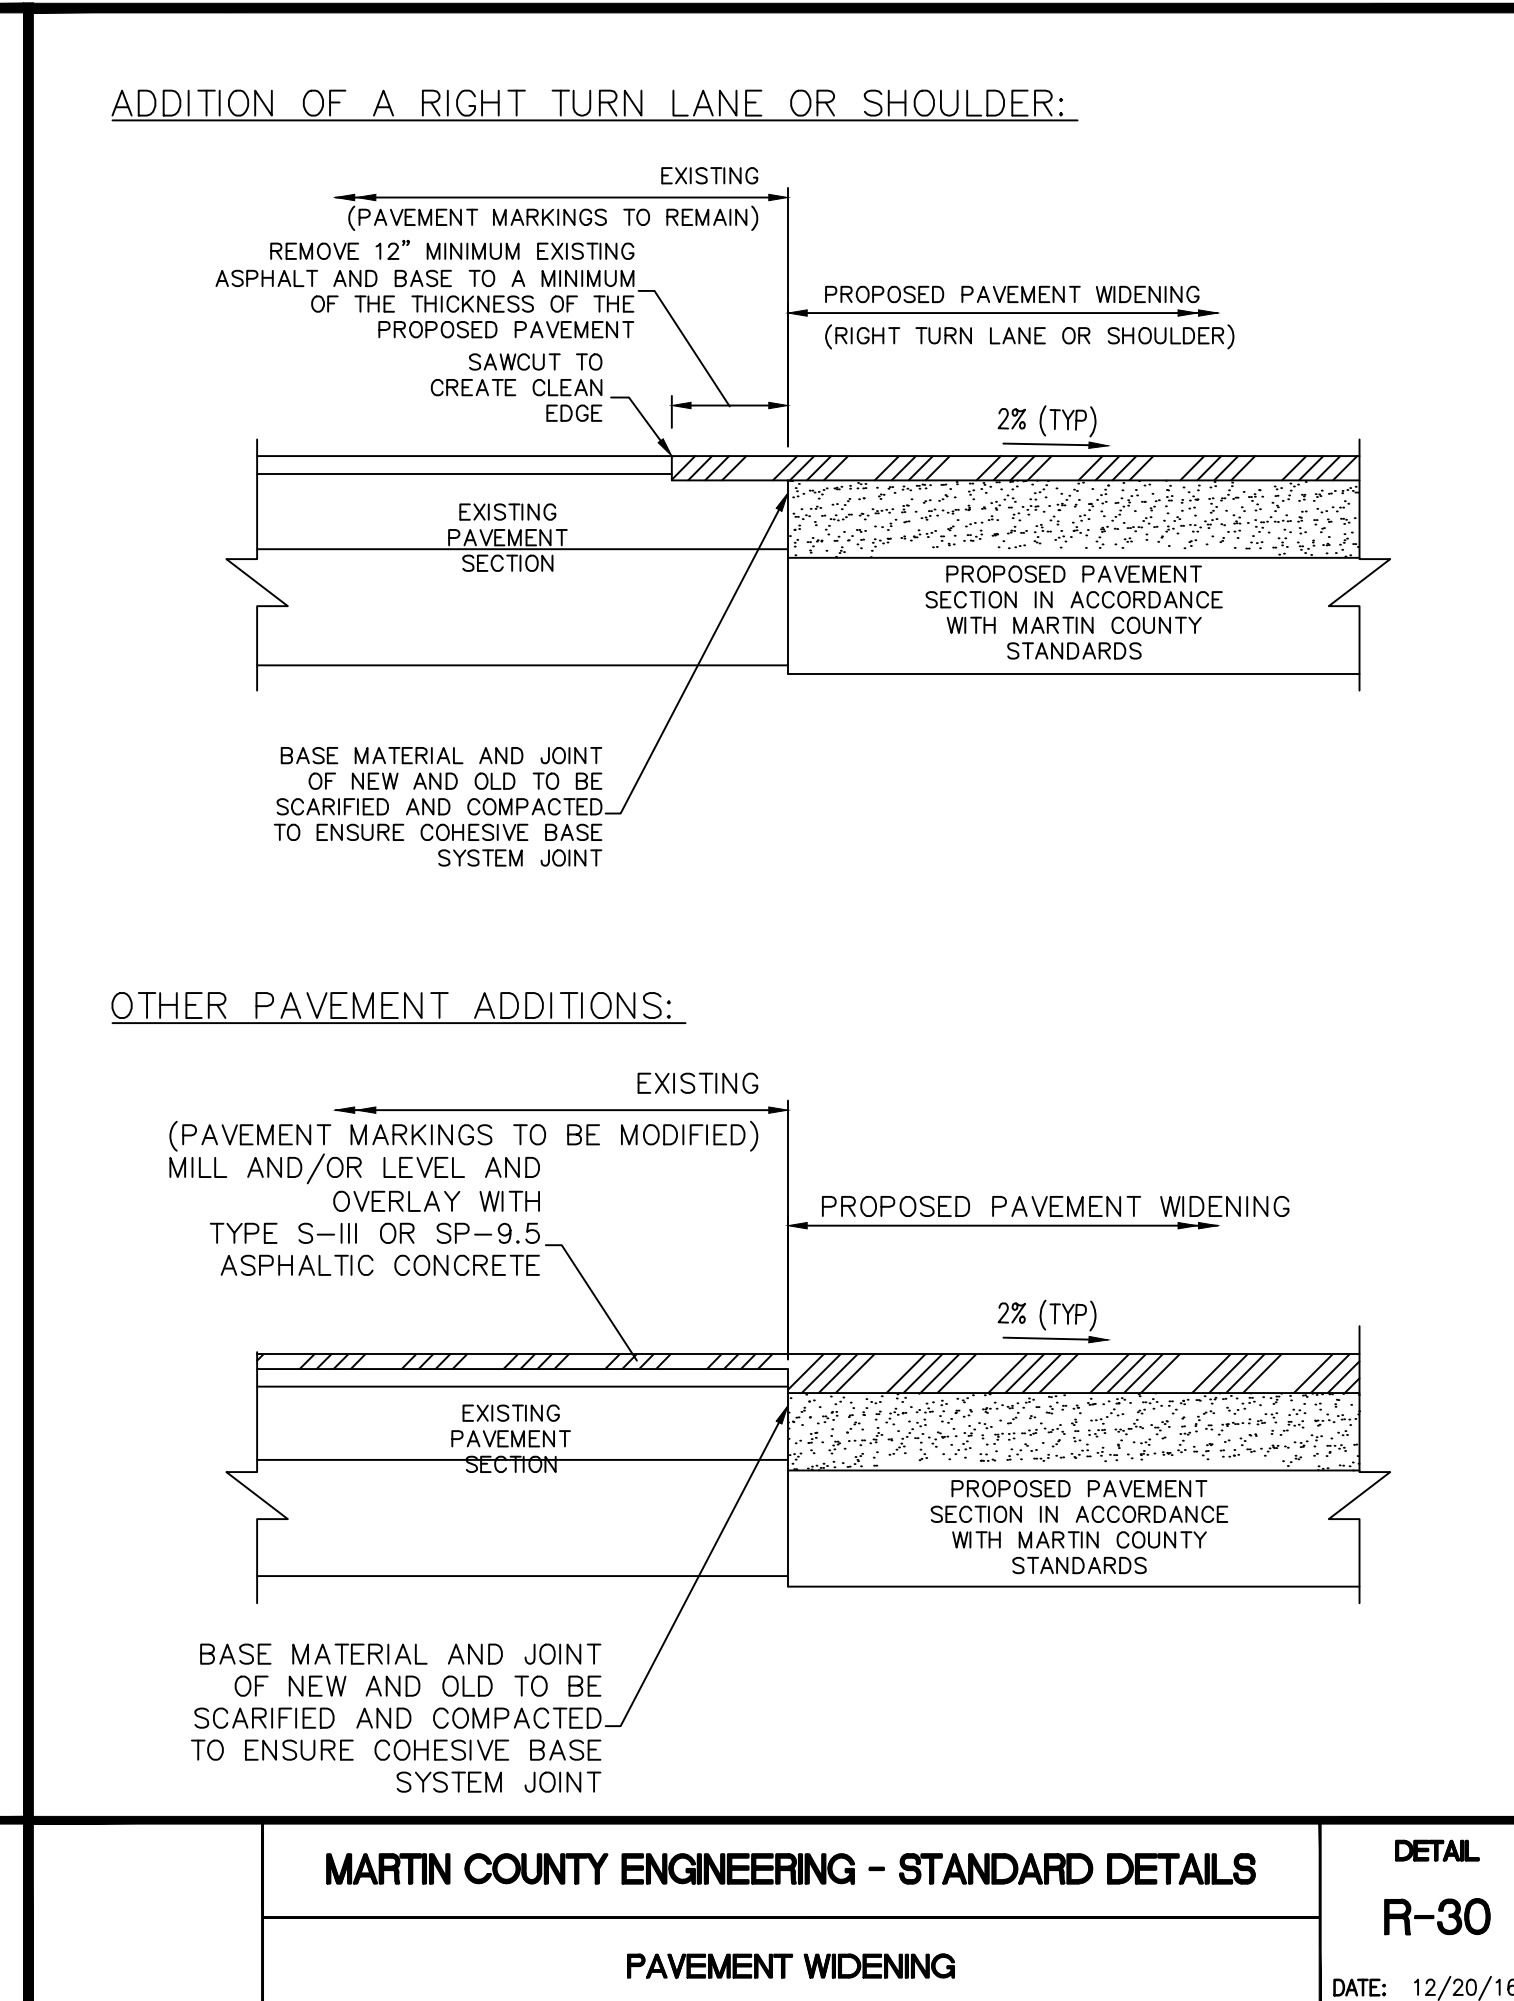 ADDITION OF A RIGHT TURN LANE OR SHOULDER:
EXISTING
(PAVEMENT MARKINGS TO REMAIN)
REMOVE 12” MINIMUM EXISTING
ASPHALT AND BASE TO A MINIMUM
OF THE THICKNESS OF THE
PROPOSED PAVEMENT
SAWCUT TO
CREATE CLEAN
EDGE
PROPOSED PAVEMENT WIDENING
(RIGHT TURN LANE OR SHOULDER)
2% (TYP)
EXISTING
PAVEMENT
SECTION
PROPOSED PAVEMENT
SECTION IN ACCORDANCE
WITH MARTIN COUNTY
STANDARDS
BASE MATERIAL AND JOINT
OF NEW AND OLD TO BE
SCARIFIED AND COMPACTED
TO ENSURE COHESIVE BASE
SYSTEM JOINT
OTHER PAVEMENT ADDITIONS:
EXISTING
(PAVEMENT MARKINGS TO BE MODIFIED)
MILL AND/OR LEVEL AND
OVERLAY WITH
TYPE S-III OR SP-9.5
ASPHALTIC CONCRETE
PROPOSED PAVEMENT WIDENING
2% (TYP)
EXISTING
PAVEMENT
SECTION
PROPOSED PAVEMENT
SECTION IN ACCORDANCE
WITH MARTIN COUNTY
STANDARDS
BASE MATERIAL AND JOINT
OF NEW AND OLD TO BE
SCARIFIED AND COMPACTED
TO ENSURE COHESIVE BASE
SYSTEM JOINT
MARTIN COUNTY ENGINEERING - STANDARD DETAILS
PAVEMENT WIDENING
DETAIL
R-30
DATE: 12/20/16